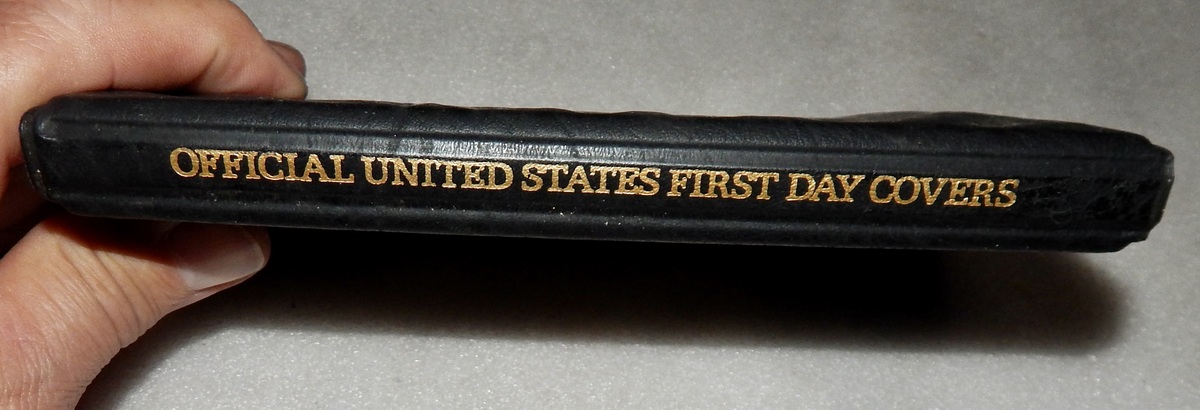 OFFICIAL UNITED STATES FIRST DAY COVERS